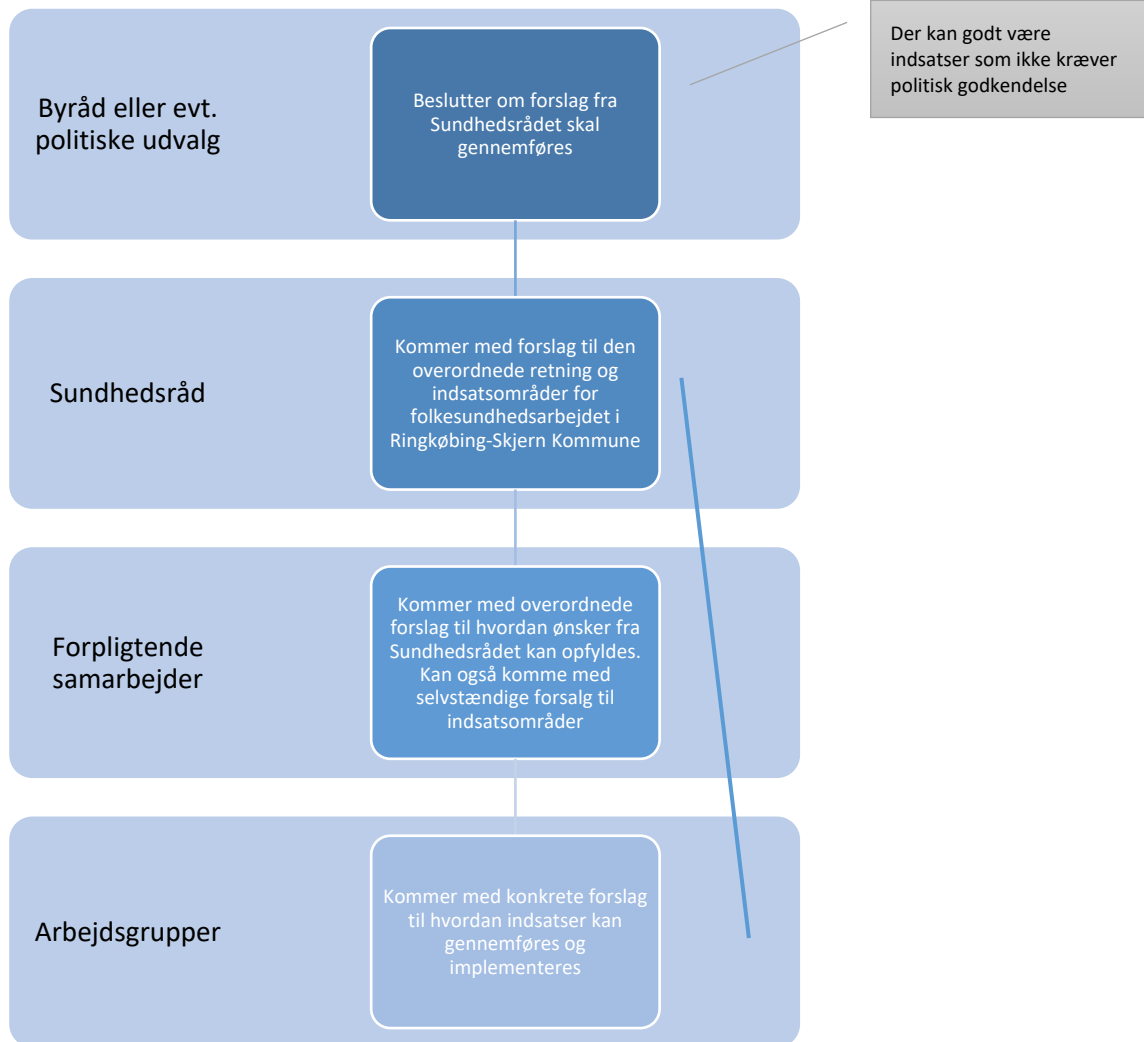 Byråd eller evt.
politiske udvalg
Beslutter om forslag fra
Sundhedsrådet skal
gennemføres
Der kan godt være
indsatser som ikke kræver
politisk godkendelse
Sundhedsråd
Kommer med forslag til den
overordnede retning og
indsatsområder for
folkesundhedsarbejdet i
Ringkøbing-Skjern Kommune
Forpligtende
samarbejder
Kommer med overordnede
forslag til hvordan ønsker fra
Sundhedsrådet kan opfyldes.
Kan også komme med
selvstændige forsalg til
indsatsområder
Arbejdsgrupper
Kommer med konkrete forslag
til hvordan indsatser kan
gennemføres og
implementeres